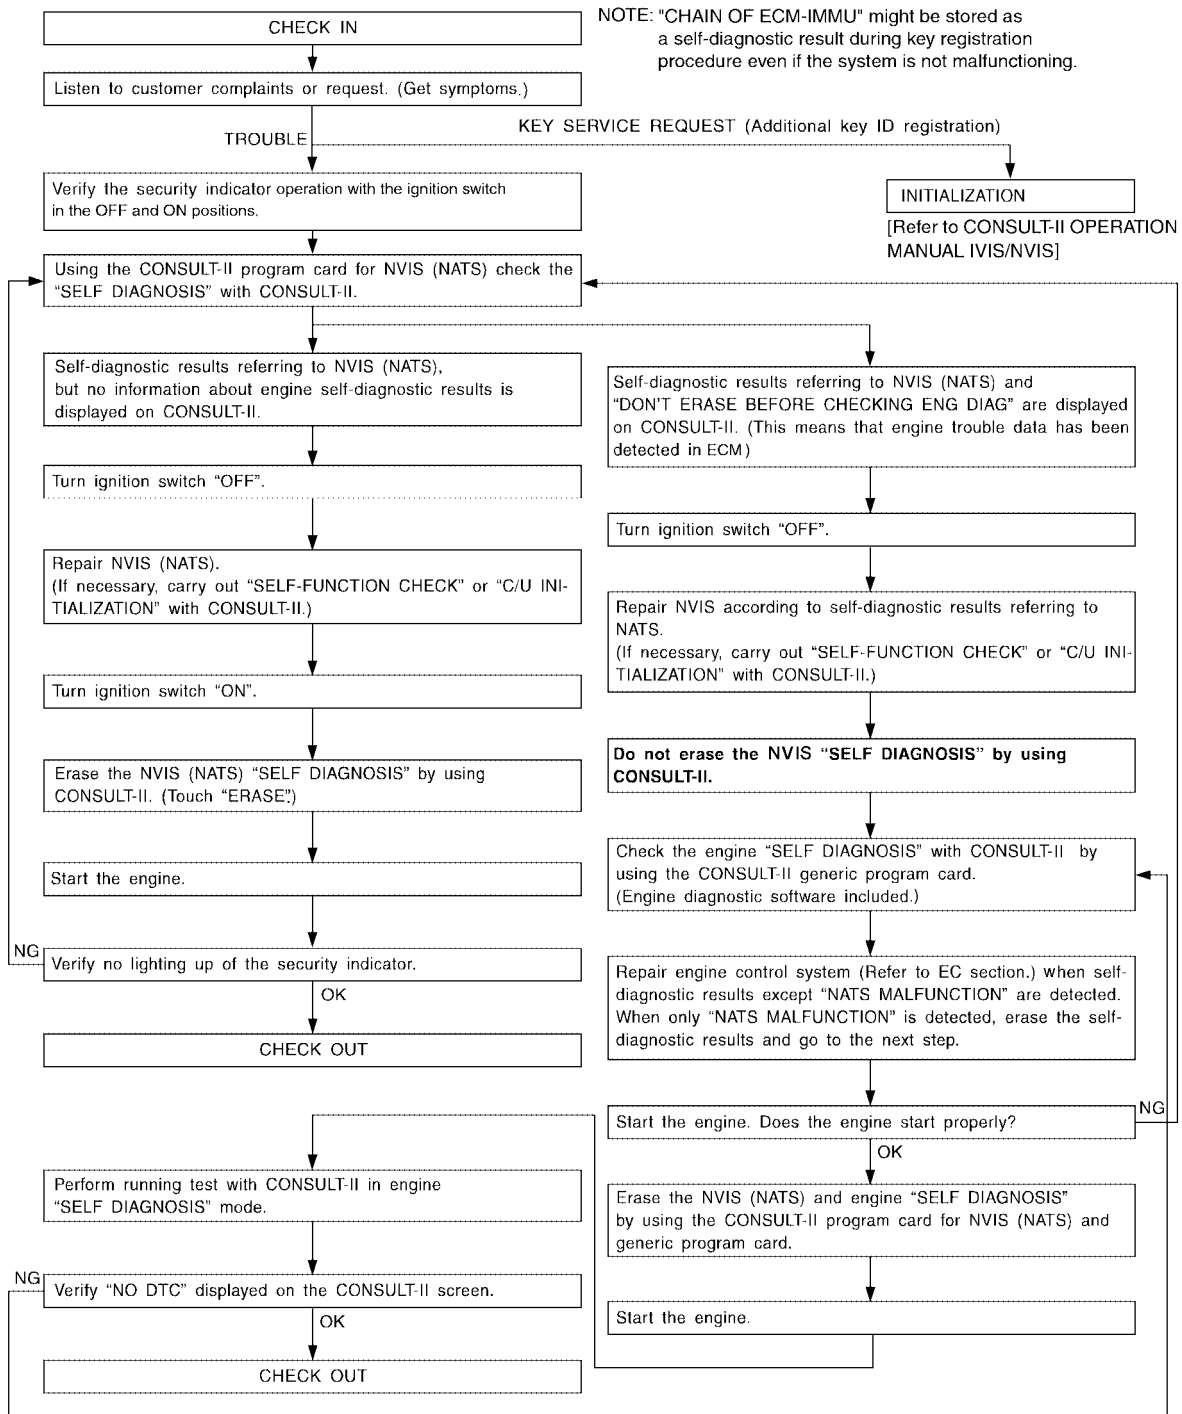 CHECK IN
NOTE: "CHAIN OF ECM-IMMU" might be stored as
a self-diagnostic result during key registration
procedure even if the system is not malfunctioning.
Listen to customer complaints or request. (Get symptoms.)
TROUBLE
KEY SERVICE REQUEST (Additional key ID registration)
Verify the security indicator operation with the ignition switch
in the OFF and ON positions.
INITIALIZATION
[Refer to CONSULT-II OPERATION
MANUAL IVIS/NVIS]
Using the CONSULT-II program card for NVIS (NATS) check the
“SELF DIAGNOSIS” with CONSULT-II.
Self-diagnostic results referring to NVIS (NATS),
but no information about engine self-diagnostic results is
displayed on CONSULT-II.
Turn ignition switch “OFF”.
Repair NVIS (NATS).
(If necessary, carry out “SELF-FUNCTION CHECK” or “C/U INI-
TIALIZATION” with CONSULT-II.)
Turn ignition switch “ON”.
Erase the NVIS (NATS) “SELF DIAGNOSIS” by using
CONSULT-II. (Touch “ERASE”.)
Start the engine.
NG
Verify no lighting up of the security indicator.
OK
CHECK OUT
Self-diagnostic results referring to NVIS (NATS) and
“DON'T ERASE BEFORE CHECKING ENG DIAG” are displayed
on CONSULT-II. (This means that engine trouble data has been
detected in ECM)
Turn ignition switch “OFF”.
Repair NVIS according to self-diagnostic results referring to
NATS.
(If necessary, carry out “SELF-FUNCTION CHECK” or “C/U INI-
TIALIZATION” with CONSULT-II.)
Do not erase the NVIS “SELF DIAGNOSIS” by using
CONSULT-II.
Check the engine “SELF DIAGNOSIS” with CONSULT-II by
using the CONSULT-II generic program card.
(Engine diagnostic software included.)
Repair engine control system (Refer to EC section.) when self-
diagnostic results except “NATS MALFUNCTION” are detected.
When only “NATS MALFUNCTION” is detected, erase the self-
diagnostic results and go to the next step.
Start the engine. Does the engine start properly?
NG
OK
Erase the NVIS (NATS) and engine “SELF DIAGNOSIS”
by using the CONSULT-II program card for NVIS (NATS) and
generic program card.
Start the engine.
Perform running test with CONSULT-II in engine
“SELF DIAGNOSIS” mode.
NG
Verify “NO DTC” displayed on the CONSULT-II screen.
OK
CHECK OUT